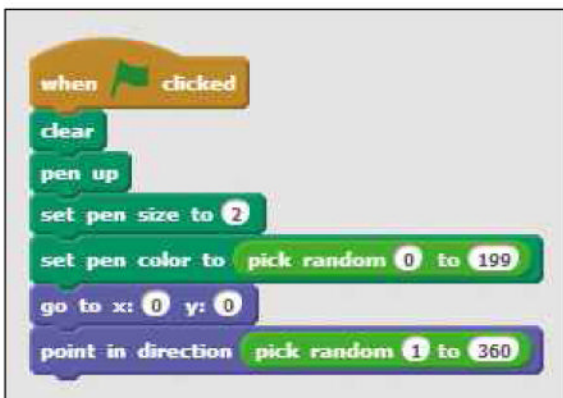 when clicked
clear
pen up
set pen size to 2
set pen color to pick random 0 to 199
go to x: 0 y: 0
point in direction pick random 1 to 360